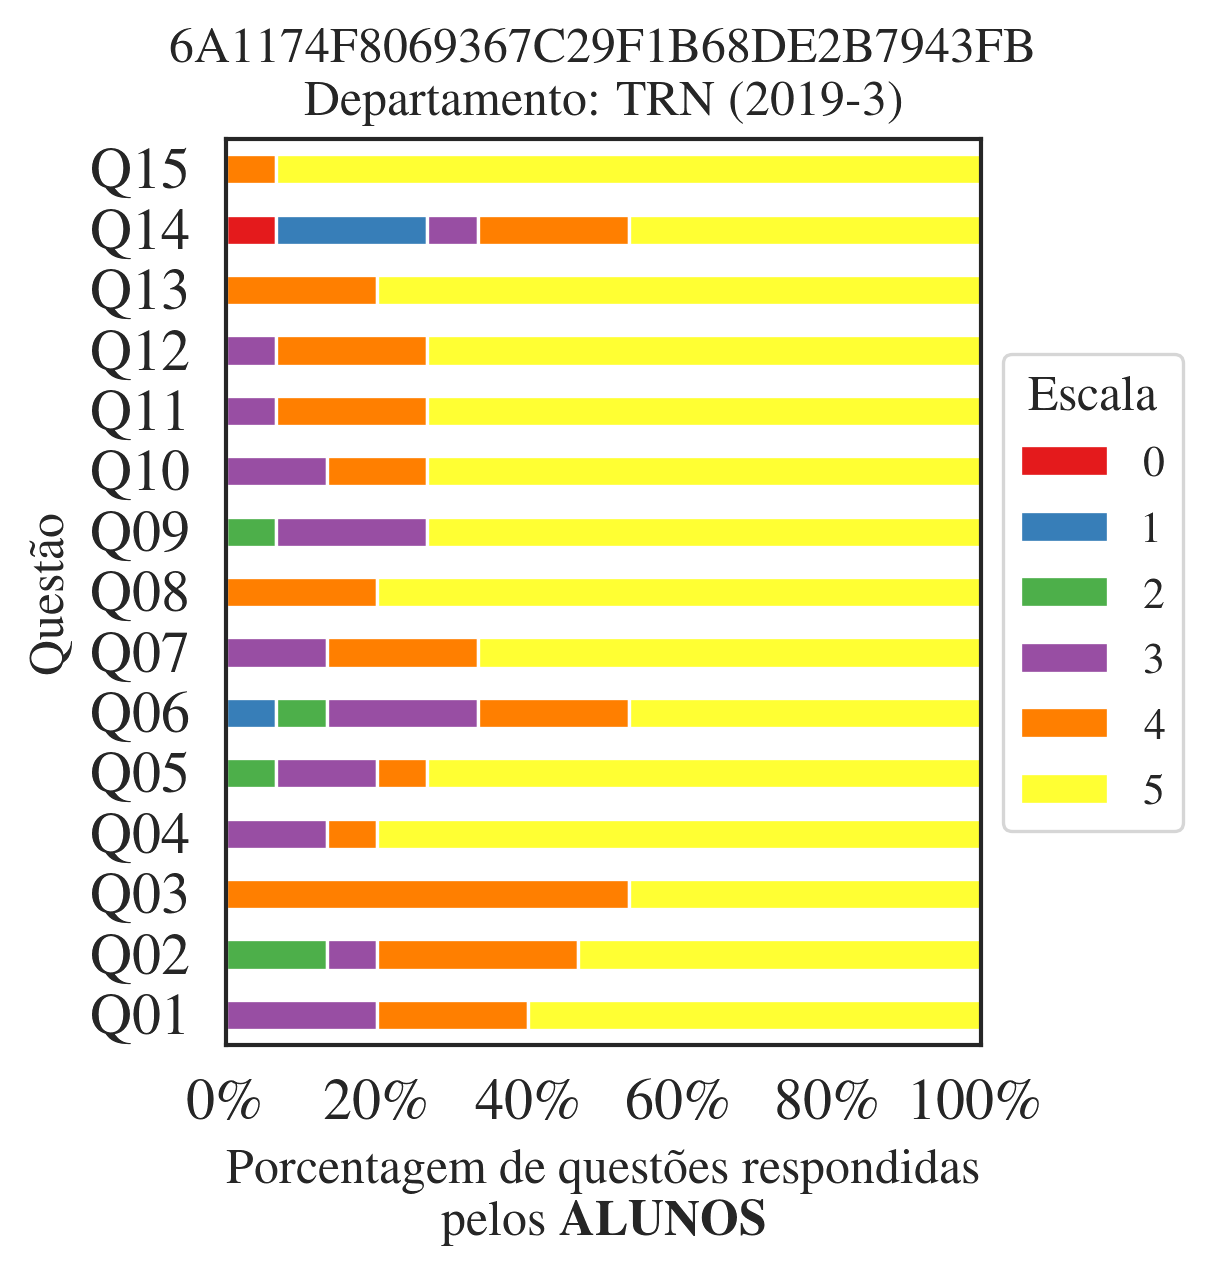 6A1174F8069367C29F1B68DE2B7943FB
Departamento: TRN (2019-3)
Q15
Q14
Q13
Q12
Q11
Q10
Q09
Q08
Q07
Q06
Q05
Q04
Q03
Q02
Q01
Questão
0% 20% 40% 60% 80% 100%
Porcentagem de questões respondidas
pelos ALUNOS
Escala
0
1
2
3
4
5